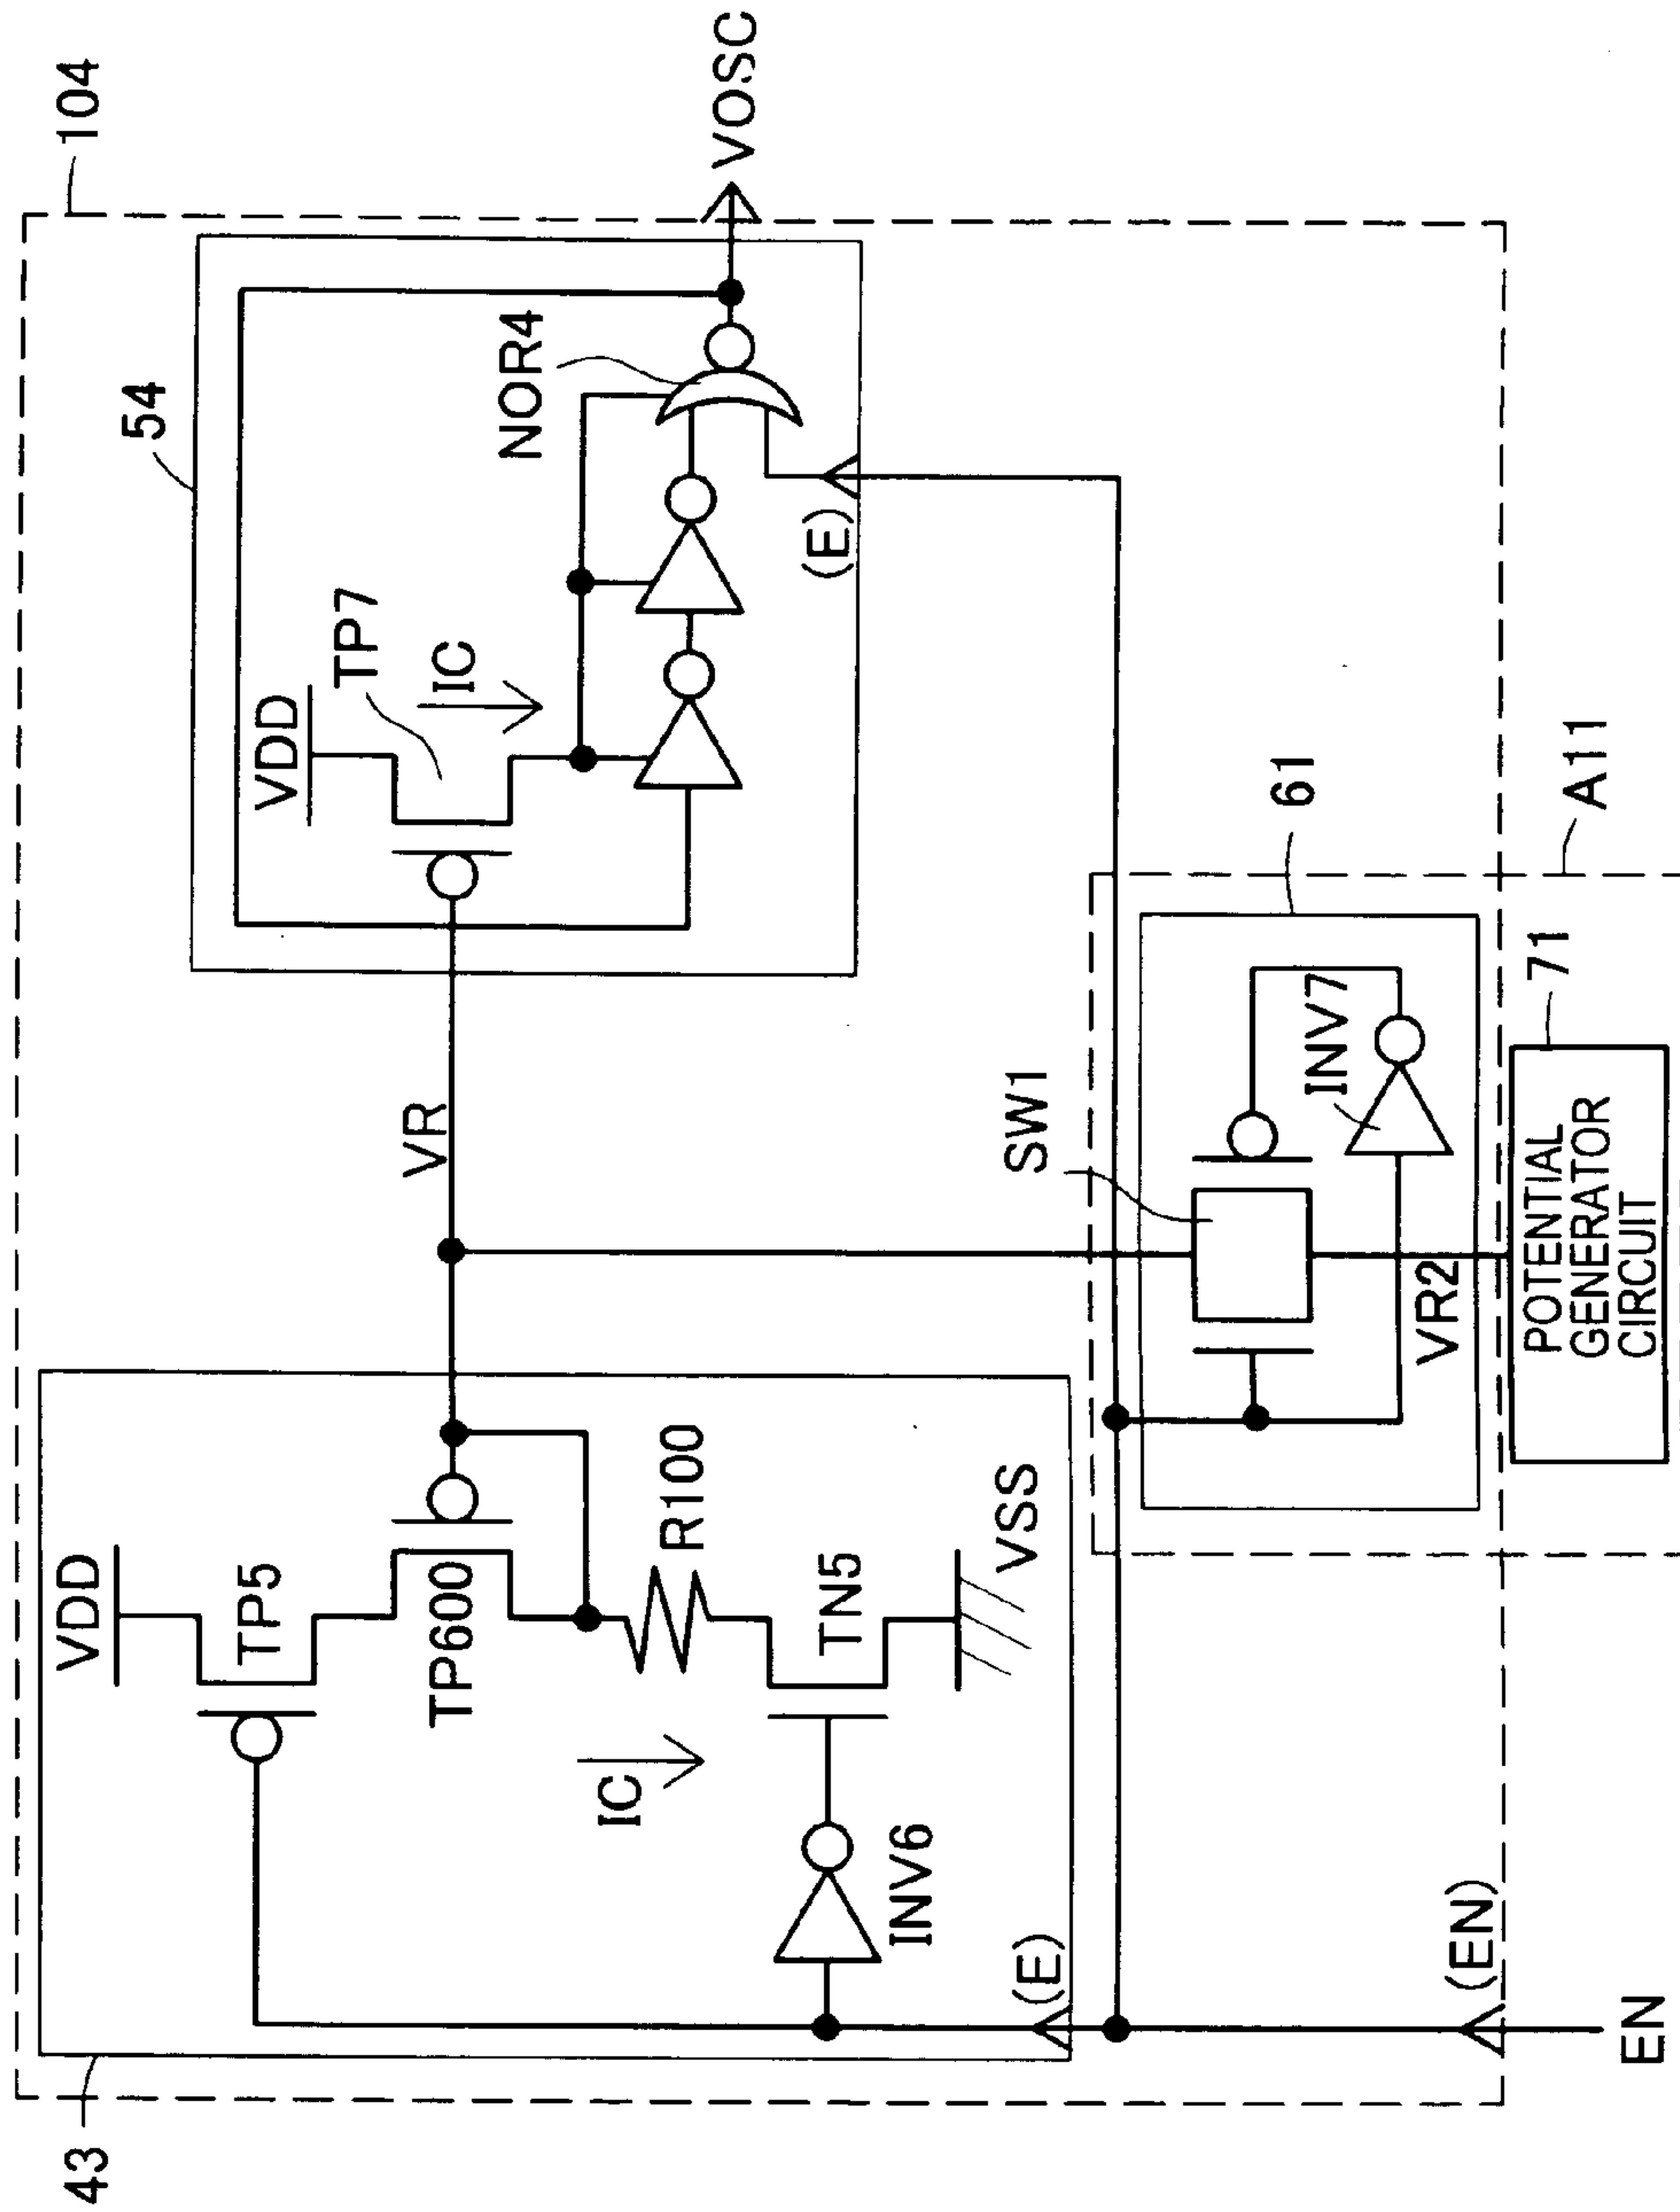 104
54
VDD
TP7
IC
NOR4
VOSC
(E)
VR
43
VDD
TP5
TP600
R100
IC
TN5
VSS
INV6
(E)
SW1
61
INV7
A11
VR2
71
POTENTIAL
GENERATOR
CIRCUIT
(EN)
EN